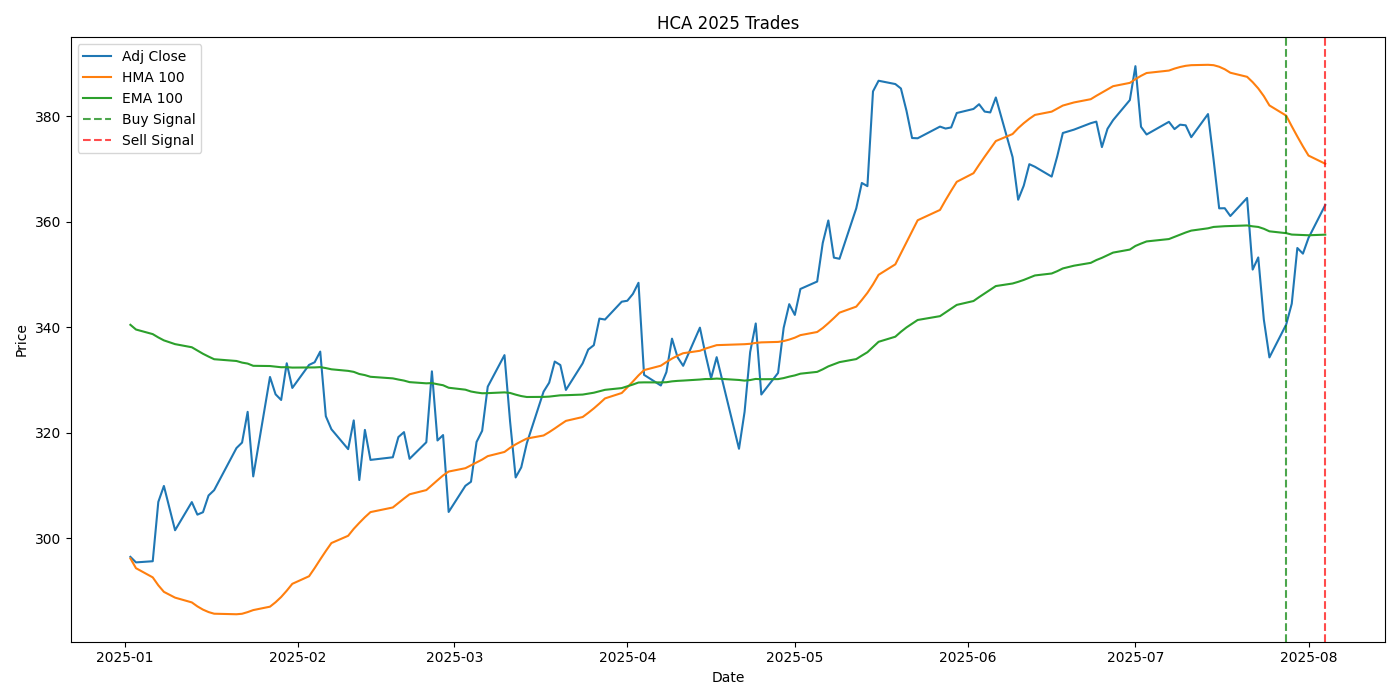 HCA 2025 Trades
Adj Close
HMA 100
EMA 100
Buy Signal
Sell Signal
Price
380
360
340
320
300
2025-01
2025-02
2025-03
2025-04
2025-05
2025-06
2025-07
2025-08
Date